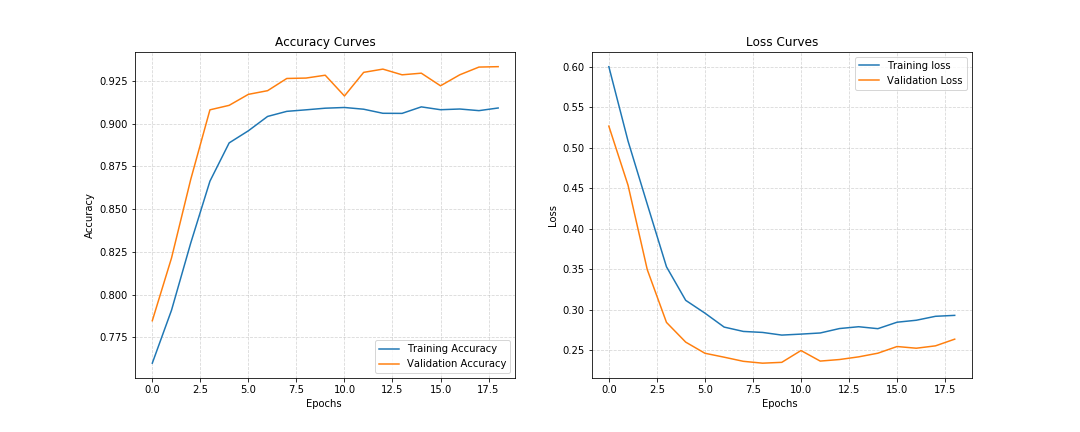 Accuracy Curves
0.925
0.900
0.875
0.850
0.825
0.800
0.775
Accuracy
0.0 2.5 5.0 7.5 10.0 12.5 15.0 17.5
Epochs
Training Accuracy
Validation Accuracy
Loss Curves
0.60
0.55
0.50
0.45
0.40
0.35
0.30
0.25
Loss
0.0 2.5 5.0 7.5 10.0 12.5 15.0 17.5
Epochs
Training loss
Validation Loss